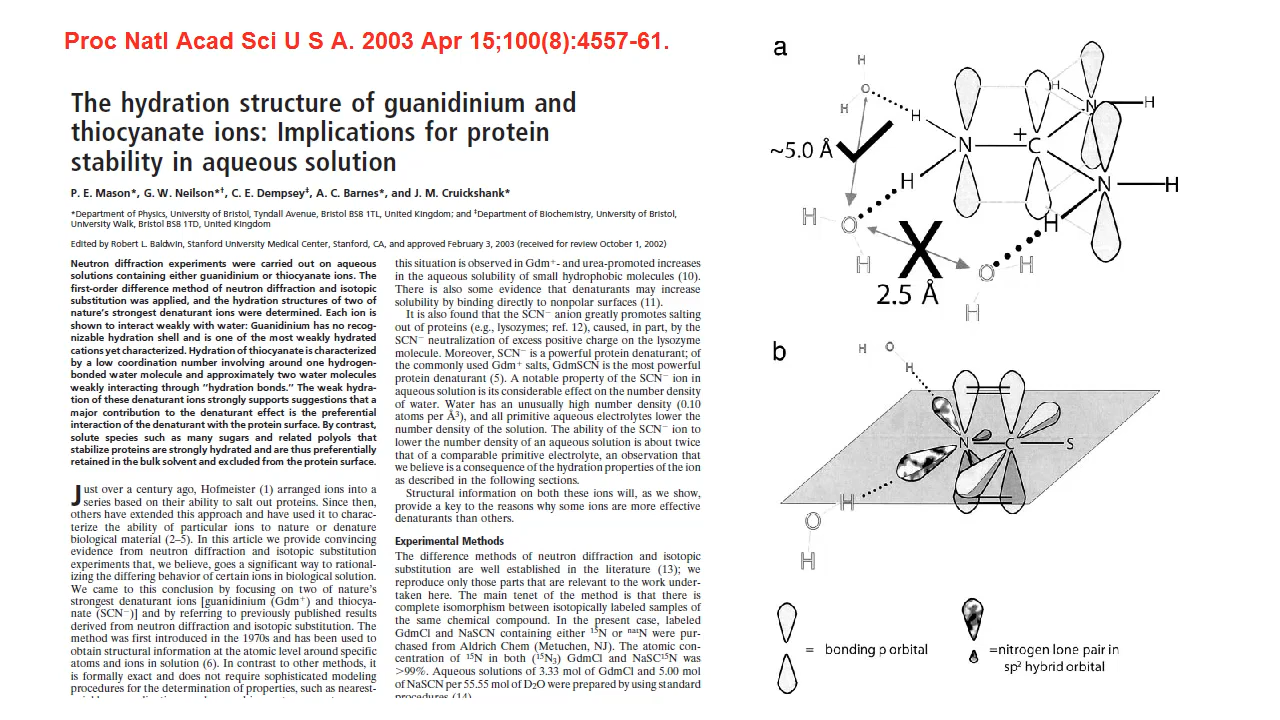 Proc Natl Acad Sci U S A. 2003 Apr 15;100(8):4557-61.
The hydration structure of guanidinium and
thiocyanate ions: Implications for protein
stability in aqueous solution
P. E. Mason*, G. W. Neilson*†, C. E. Dempsey‡, A. C. Barnes*, and J. M. Cruickshank*
*Department of Physics, University of Bristol, Tyndall Avenue, Bristol BS8 1TL, United Kingdom; and ‡Department of Biochemistry, University of Bristol,
University Walk, Bristol BS8 1TD, United Kingdom
Edited by Robert L. Baldwin, Stanford University Medical Center, Stanford, CA, and approved February 3, 2003 (received for review October 1, 2002)
Neutron diffraction experiments were carried out on aqueous
solutions containing either guanidinium or thiocyanate ions. The
first-order difference method of neutron diffraction and isotopic
substitution was applied, and the hydration structures of two of
nature's strongest denaturant ions were determined. Each ion is
shown to interact weakly with water: Guanidinium has no recog-
nizable hydration shell and is one of the most weakly hydrated
cations yet characterized. Hydration of thiocyanate is characterized
by a low coordination number involving around one hydrogen-
bonded water molecule and approximately two water molecules
weakly interacting through "hydration bonds." The weak hydra-
tion of these denaturant ions strongly supports suggestions that a
major contribution to the denaturant effect is the preferential
interaction of the denaturant with the protein surface. By contrast,
solute species such as many sugars and related polyols that
stabilize proteins are strongly hydrated and are thus preferentially
retained in the bulk solvent and excluded from the protein surface.
Just over a century ago, Hofmeister (1) arranged ions into a
series based on their ability to salt out proteins. Since then,
others have extended this approach and have used it to charac-
terize the ability of particular ions to nature or denature
biological material (2–5). In this article we provide convincing
evidence from neutron diffraction and isotopic substitution
experiments that, we believe, goes a significant way to rational-
izing the differing behavior of certain ions in biological solution.
We came to this conclusion by focusing on two of nature's
strongest denaturant ions [guanidinium (Gdm⁺) and thiocya-
nate (SCN⁻)] and by referring to previously published results
derived from neutron diffraction and isotopic substitution. The
method was first introduced in the 1970s and has been used to
obtain structural information at the atomic level around specific
atoms and ions in solution (6). In contrast to other methods, it
is formally exact and does not require sophisticated modeling
procedures for the determination of properties, such as nearest-
this situation is observed in Gdm⁺- and urea-promoted increases
in the aqueous solubility of small hydrophobic molecules (10).
There is also some evidence that denaturants may increase
solubility by binding directly to nonpolar surfaces (11).
It is also found that the SCN⁻ anion greatly promotes salting
out of proteins (e.g., lysozymes; ref. 12), caused, in part, by the
SCN⁻ neutralization of excess positive charge on the lysozyme
molecule. Moreover, SCN⁻ is a powerful protein denaturant; of
the commonly used Gdm⁺ salts, GdmSCN is the most powerful
protein denaturant (5). A notable property of the SCN⁻ ion in
aqueous solution is its considerable effect on the number density
of water. Water has an unusually high number density (0.10
atoms per Å³), and all primitive aqueous electrolytes lower the
number density of the solution. The ability of the SCN⁻ ion to
lower the number density of an aqueous solution is about twice
that of a comparable primitive electrolyte, an observation that
we believe is a consequence of the hydration properties of the ion
as described in the following sections.
Structural information on both these ions will, as we show,
provide a key to the reasons why some ions are more effective
denaturants than others.
Experimental Methods
The difference methods of neutron diffraction and isotopic
substitution are well established in the literature (13); we
reproduce only those parts that are relevant to the work under-
taken here. The main tenet of the method is that there is
complete isomorphism between isotopically labeled samples of
the same chemical compound. In the present case, labeled
GdmCl and NaSCN containing either ¹⁵N or ⁿᵃᵗN were pur-
chased from Aldrich Chem (Metuchen, NJ). The atomic con-
centration of ¹⁵N in both (¹⁵N₃) GdmCl and NaSC¹⁵N was
>99%. Aqueous solutions of 3.33 mol of GdmCl and 5.00 mol
of NaSCN per 55.55 mol of D₂O were prepared by using standard
procedures (14).
a
H
O
H
H
H
N
H
~5.0 Å
N
+
C
H
N
H
H
H
O
H
O
H
H
2.5 Å
b
H
O
H
N
C
S
H
O
H
= bonding p orbital
=nitrogen lone pair in
sp² hybrid orbital